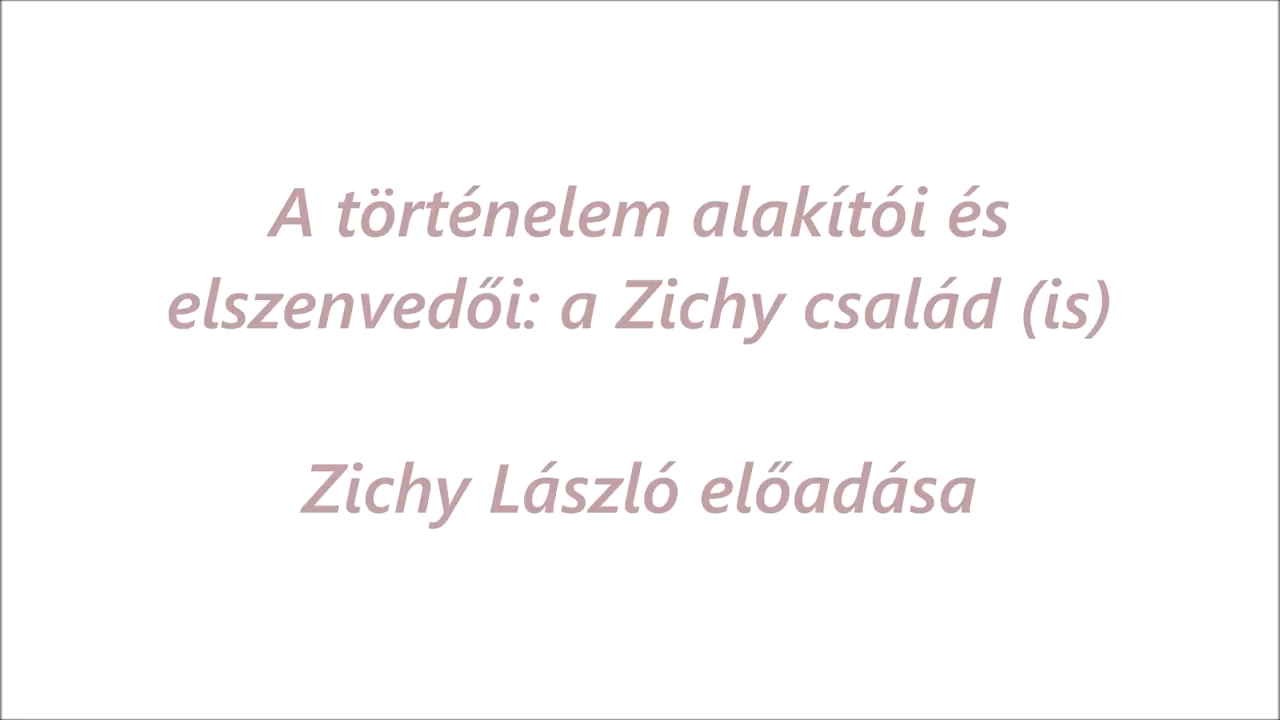 A történelem alakítói és
elszenvedői: a Zichy család (is)
Zichy László előadása